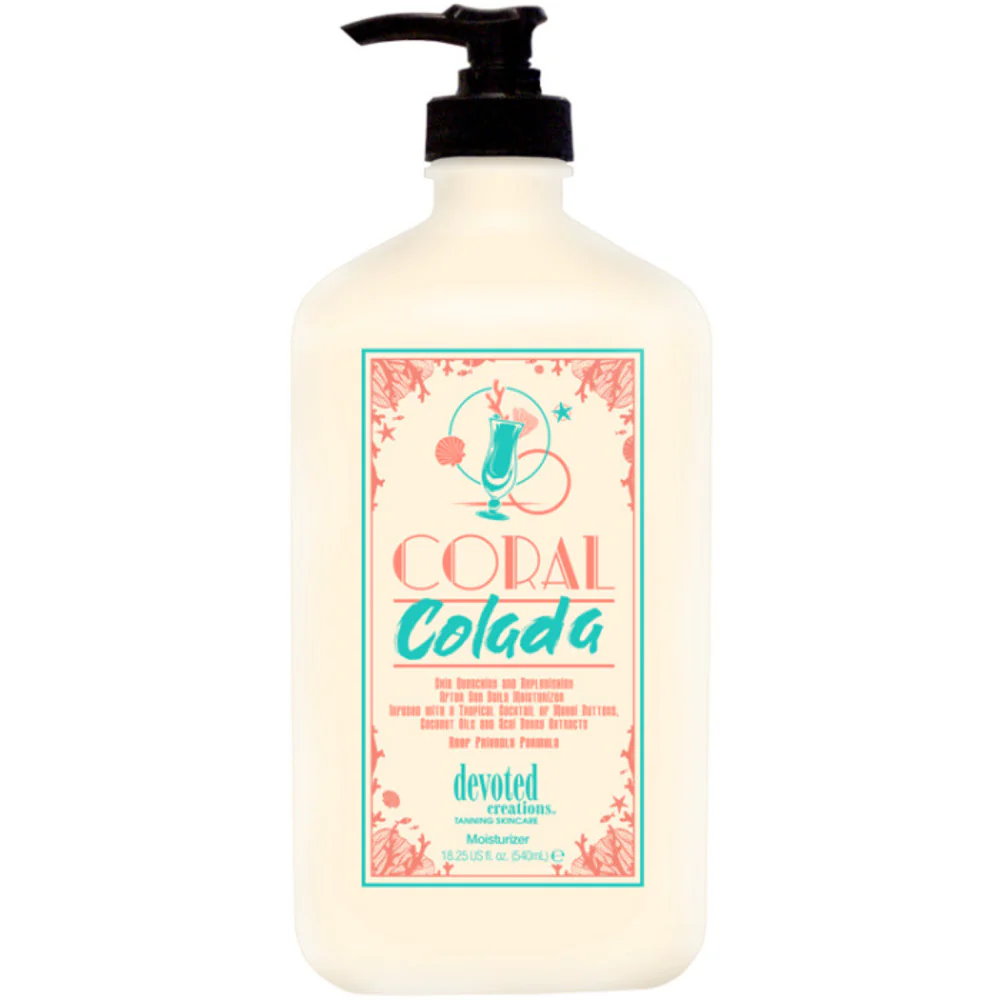 CORAL
Colada
Skin Quenching and Replenishing
After Sun Daily Moisturizer
Infused with a Tropical Cocktail of Monoi Butters,
Coconut Oils and Acai Berry Extracts
Reef Friendly Formula
devoted
creations
TANNING SKINCARE
Moisturizer
18.25 US fl. oz. (540mL) ℮